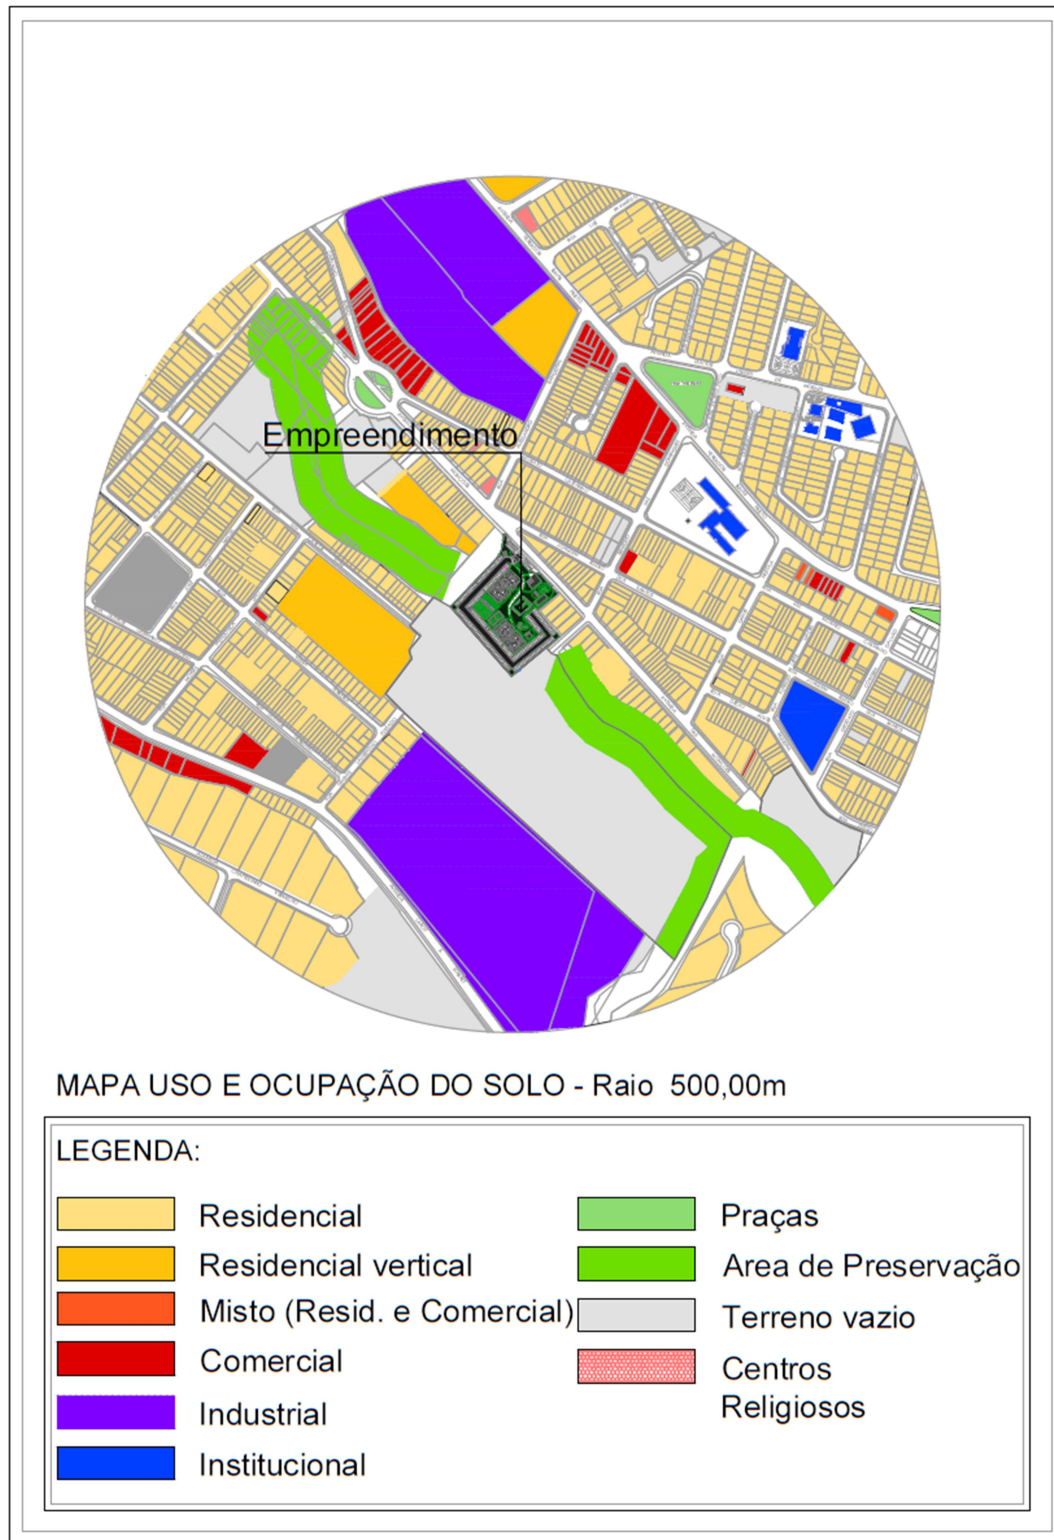 Empreendimento
MAPA USO E OCUPAÇÃO DO SOLO - Raio 500,00m
LEGENDA:
Residencial
Residencial vertical
Misto (Resid. e Comercial)
Comercial
Industrial
Institucional
Praças
Area de Preservação
Terreno vazio
Centros
Religiosos